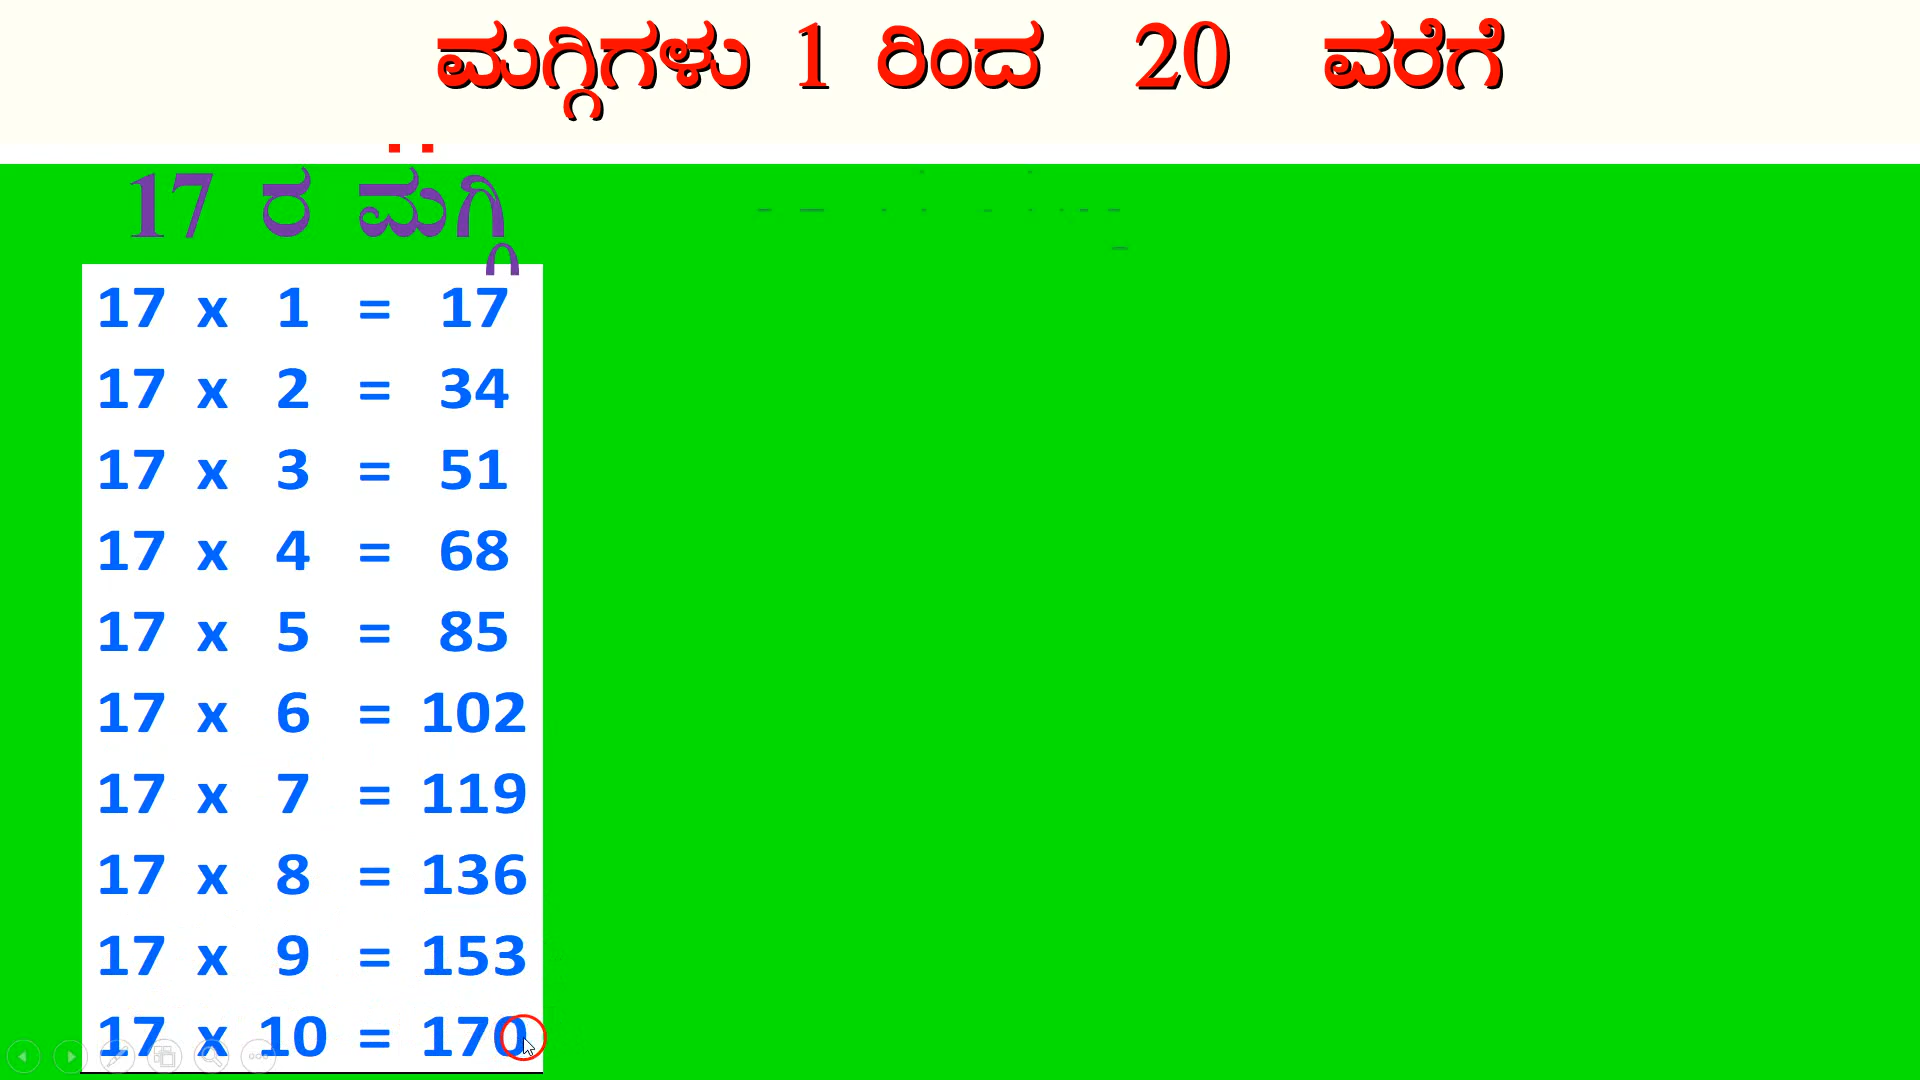 ಮಗ್ಗಿಗಳು 1 ರಿಂದ 20 ವರೆಗೆ
17 ರ ಮಗ್ಗಿ
17 x 1 = 17
17 x 2 = 34
17 x 3 = 51
17 x 4 = 68
17 x 5 = 85
17 x 6 = 102
17 x 7 = 119
17 x 8 = 136
17 x 9 = 153
17 x 10 = 170